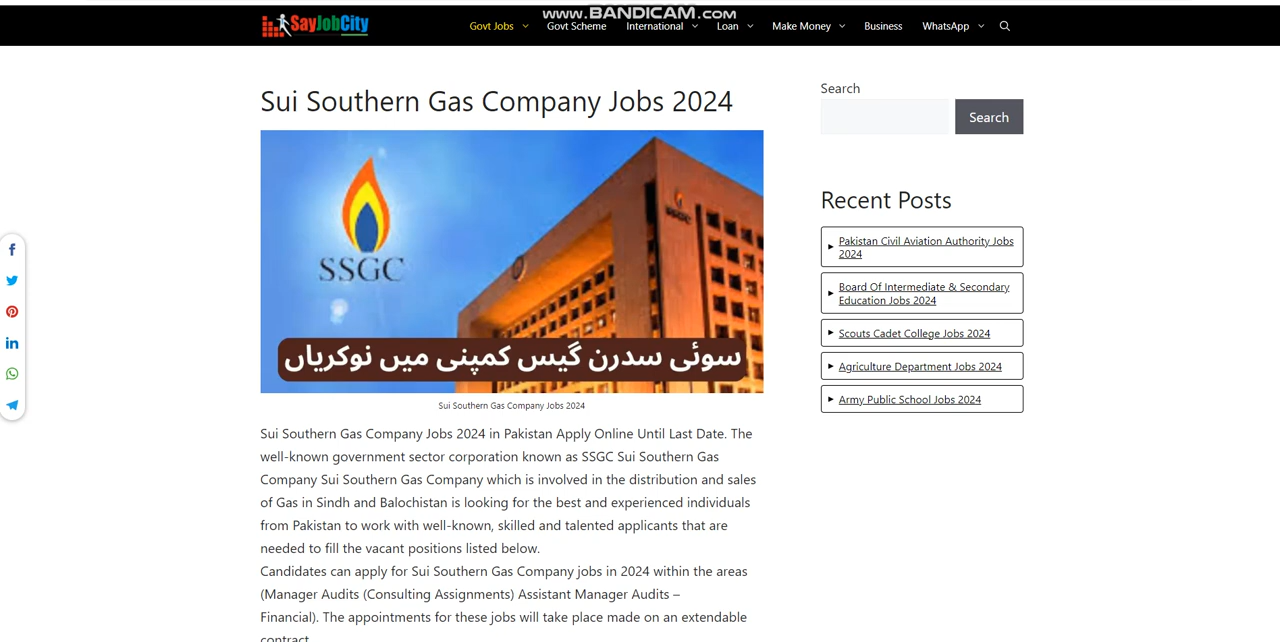 www.BANDICAM.com
SayJobCity
Govt Jobs
Govt Scheme
International
Loan
Make Money
Business
WhatsApp
Sui Southern Gas Company Jobs 2024
SSGC
SSGC
سوئی سدرن گیس کمپنی میں نوکریاں
Sui Southern Gas Company Jobs 2024
Sui Southern Gas Company Jobs 2024 in Pakistan Apply Online Until Last Date. The
well-known government sector corporation known as SSGC Sui Southern Gas
Company Sui Southern Gas Company which is involved in the distribution and sales
of Gas in Sindh and Balochistan is looking for the best and experienced individuals
from Pakistan to work with well-known, skilled and talented applicants that are
needed to fill the vacant positions listed below.
Candidates can apply for Sui Southern Gas Company jobs in 2024 within the areas
(Manager Audits (Consulting Assignments) Assistant Manager Audits –
Financial). The appointments for these jobs will take place made on an extendable
contract.
Search
Search
Recent Posts
Pakistan Civil Aviation Authority Jobs
2024
Board Of Intermediate & Secondary
Education Jobs 2024
Scouts Cadet College Jobs 2024
Agriculture Department Jobs 2024
Army Public School Jobs 2024